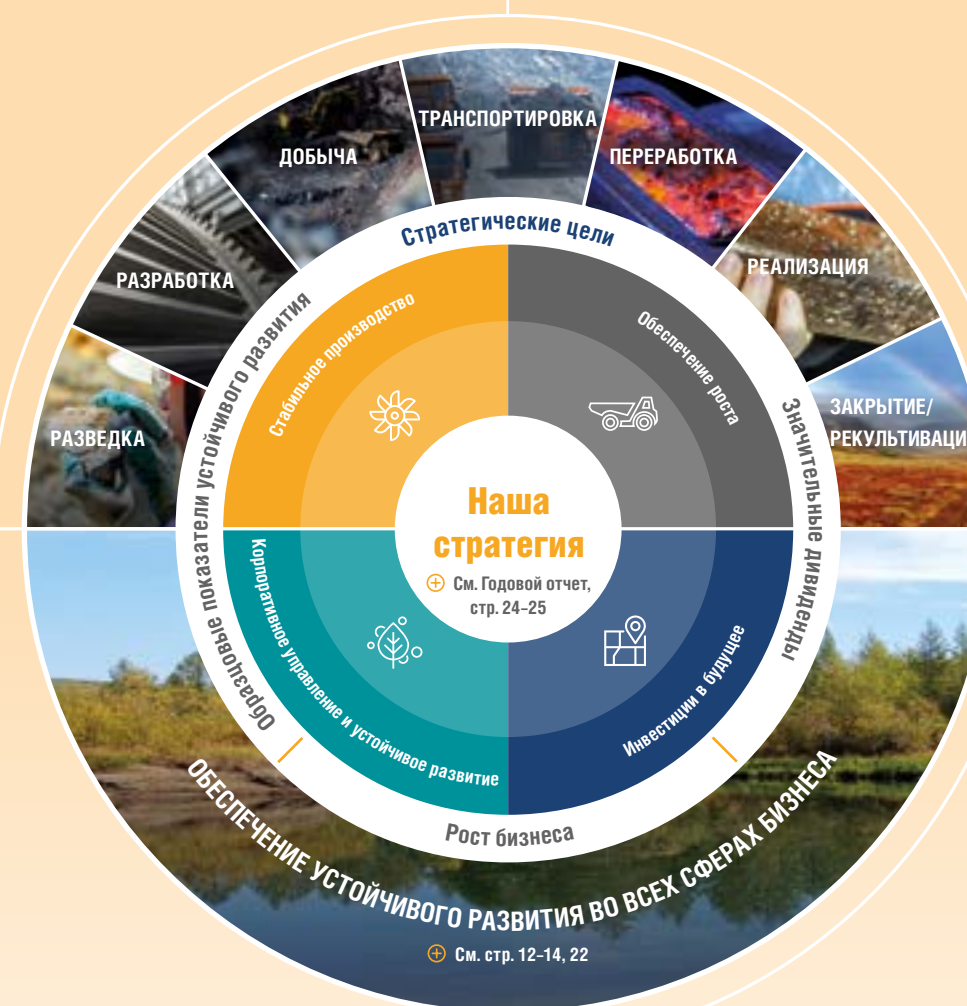 ТРАНСПОРТИРОВКА
ДОБЫЧА
ПЕРЕРАБОТКА
РАЗРАБОТКА
РЕАЛИЗАЦИЯ
РАЗВЕДКА
ЗАКРЫТИЕ/
РЕКУЛЬТИВАЦИ
Стратегические цели
Образцовые показатели устойчивого развития
Значительные дивиденды
Рост бизнеса
Стабильное производство
Обеспечение роста
Корпоративное управление и устойчивое развитие
Инвестиции в будущее
Наша
стратегия
См. Годовой отчет,
стр. 24–25
ОБЕСПЕЧЕНИЕ УСТОЙЧИВОГО РАЗВИТИЯ ВО ВСЕХ СФЕРАХ БИЗНЕСА
См. стр. 12–14, 22